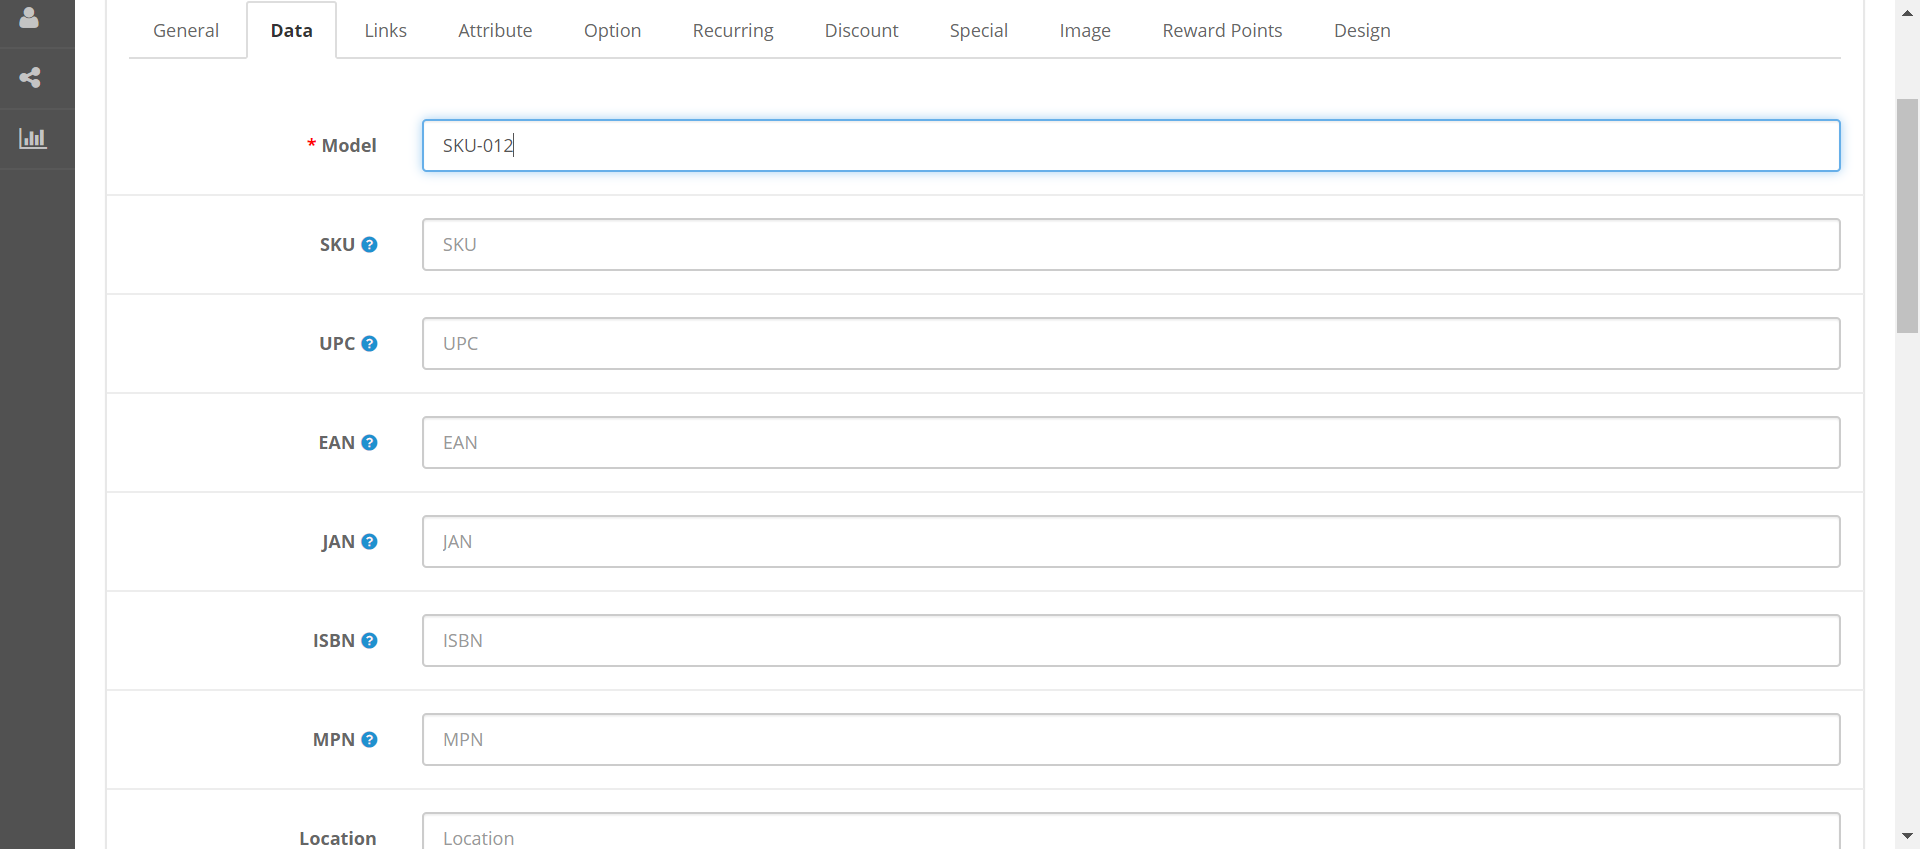 General Data Links Attribute Option Recurring Discount Special Image Reward Points Design
* Model SKU-012
SKU ? SKU
UPC ? UPC
EAN ? EAN
JAN ? JAN
ISBN ? ISBN
MPN ? MPN
Location Location